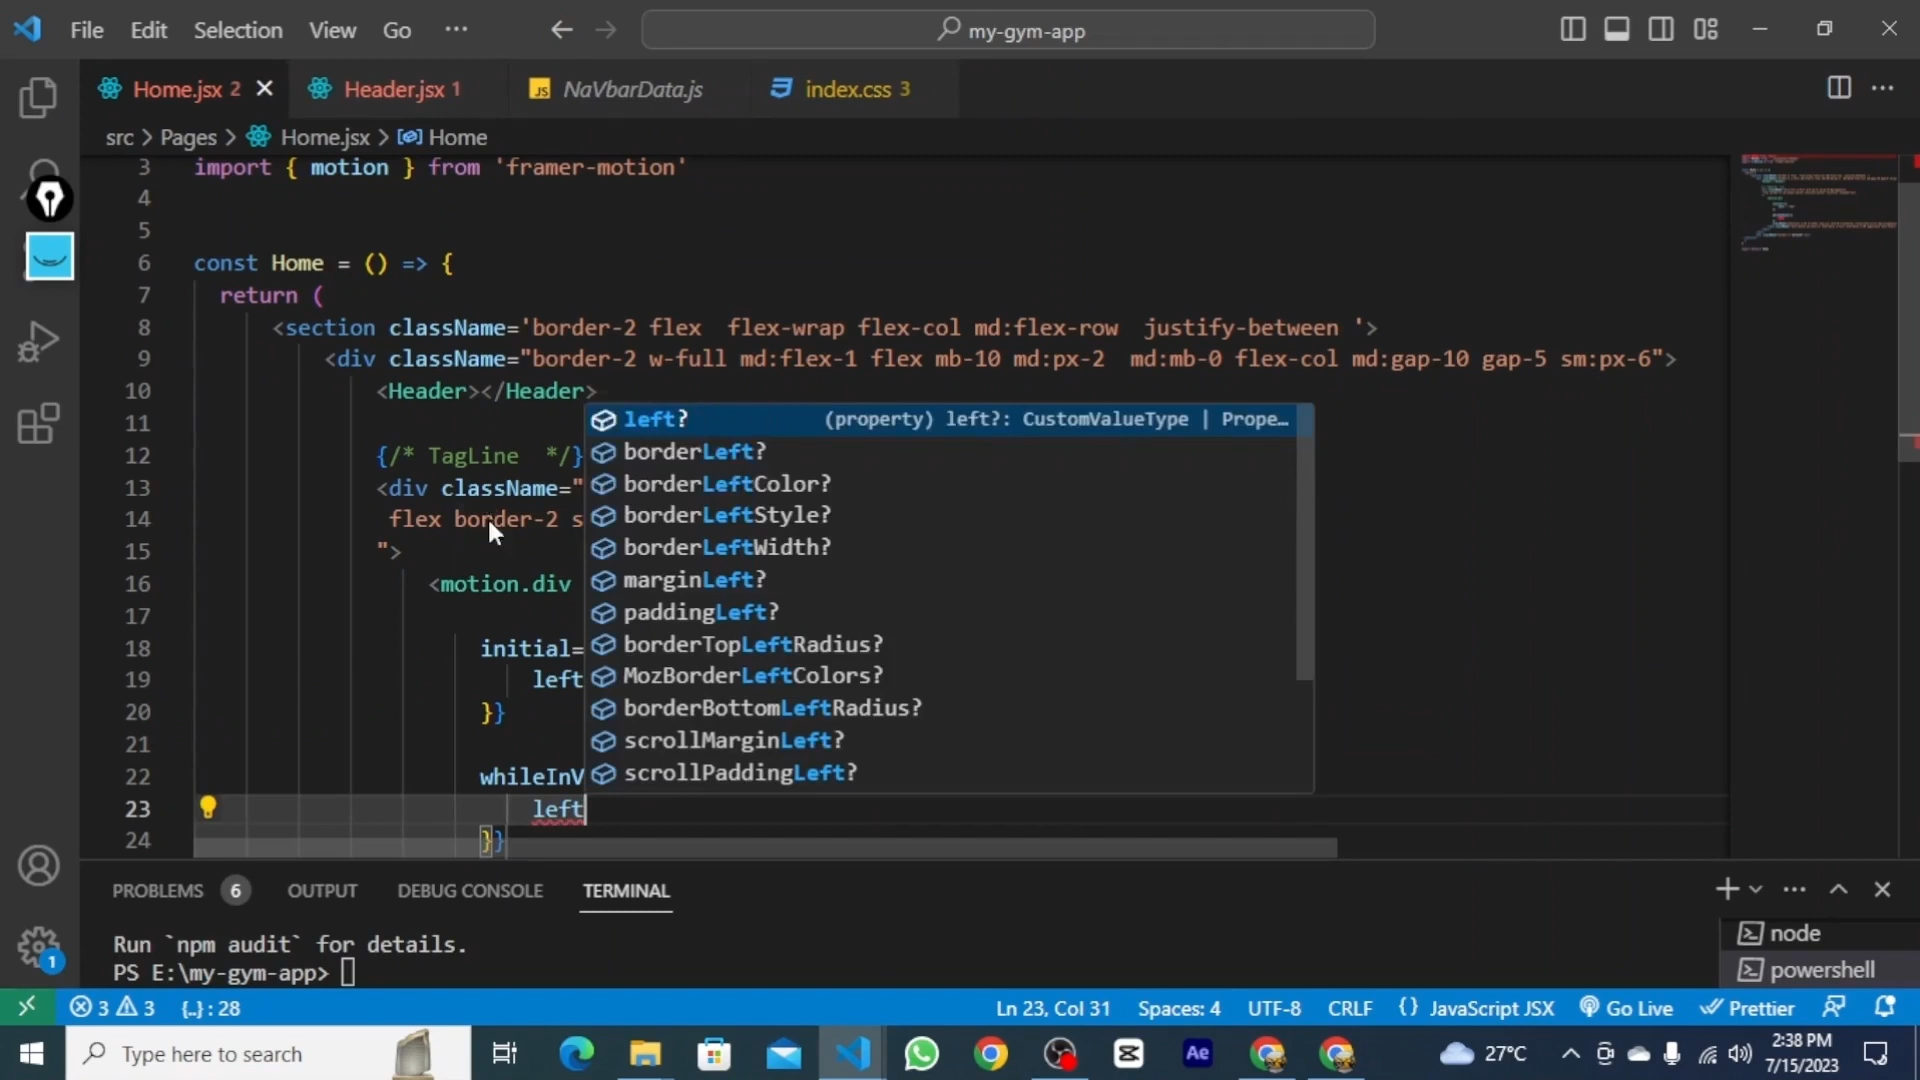 File Edit Selection View Go ···
my-gym-app
Home.jsx 2 Header.jsx 1 NaVbarData.js index.css 3
src > Pages > Home.jsx > Home
3 import { motion } from 'framer-motion'
4
5
6 const Home = () => {
7 return (
8 <section className='border-2 flex  flex-wrap flex-col md:flex-row  justify-between '>
9 <div className="border-2 w-full md:flex-1 flex mb-10 md:px-2  md:mb-0 flex-col md:gap-10 gap-5 sm:px-6">
10 <Header></Header>
11
12 {/* TagLine  */}
13 <div className="
14 flex border-2 s
15 ">
16 <motion.div
17
18 initial=
19 left
20 }}
21
22 whileInV
23 left
24 }}
left? (property) left?: CustomValueType | Prope…
borderLeft?
borderLeftColor?
borderLeftStyle?
borderLeftWidth?
marginLeft?
paddingLeft?
borderTopLeftRadius?
MozBorderLeftColors?
borderBottomLeftRadius?
scrollMarginLeft?
scrollPaddingLeft?
PROBLEMS 6 OUTPUT DEBUG CONSOLE TERMINAL
Run `npm audit` for details.
PS E:\my-gym-app>
node
powershell
1
3 3 {..} : 28 Ln 23, Col 31 Spaces: 4 UTF-8 CRLF {} JavaScript JSX Go Live Prettier
Type here to search
Ae
27°C
2:38 PM
7/15/2023